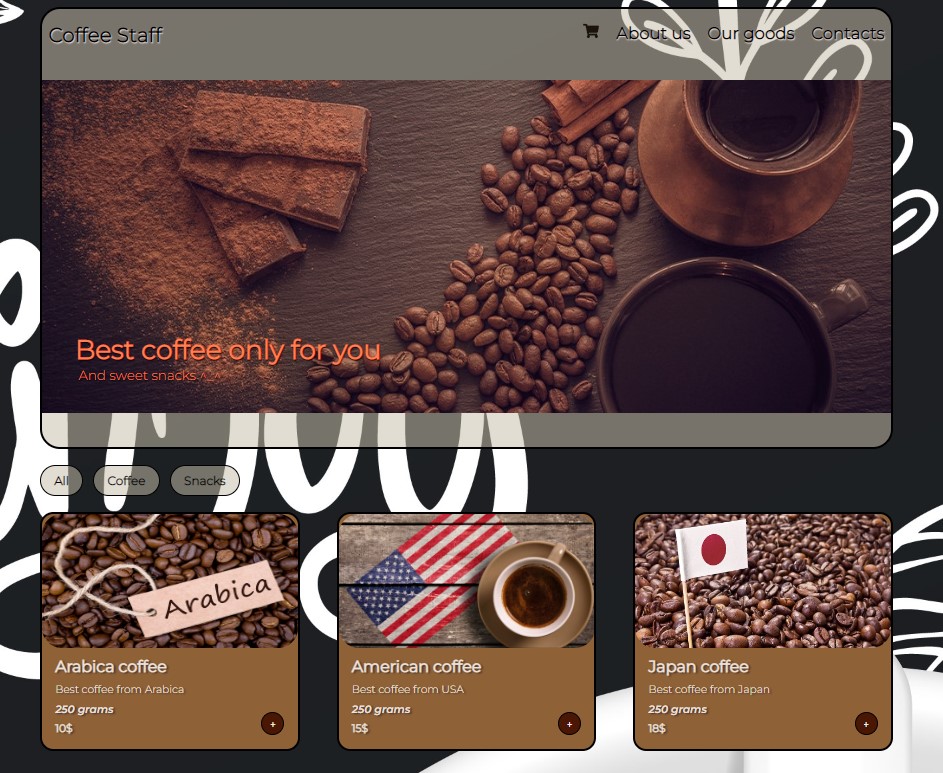 Coffee Staff
About us Our goods Contacts
Best coffee only for you
And sweet snacks ^_^
All Coffee Snacks
Arabica
Arabica coffee
Best coffee from Arabica
250 grams
10$
+
American coffee
Best coffee from USA
250 grams
15$
+
Japan coffee
Best coffee from Japan
250 grams
18$
+